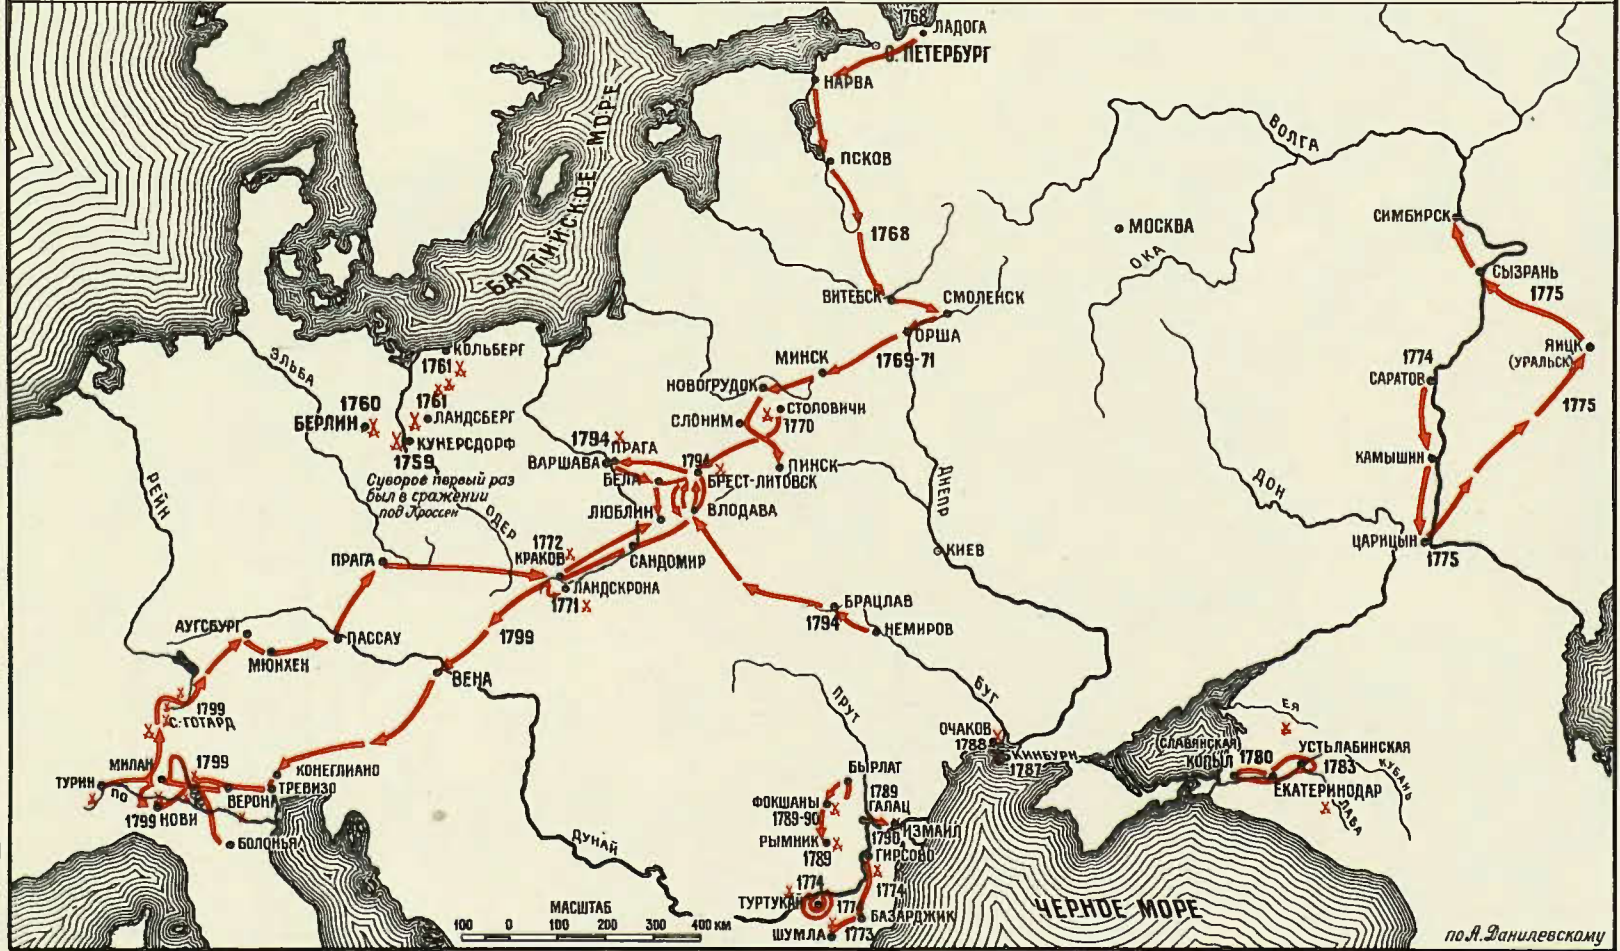 1768
ЛАДОГА
С. ПЕТЕРБУРГ
НАРВА
ПСКОВ
1768
ВИТЕБСК
СМОЛЕНСК
ОРША
1769-71
МИНСК
НОВОГРУДОК
СЛОНИМ
СТОЛОВИЧИ
1770
ПИНСК
БАЛТИЙСКОЕ МОРЕ
ВОЛГА
МОСКВА
ОКА
СИМБИРСК
СЫЗРАНЬ
1775
ЯИЦК
(УРАЛЬСК)
1775
1774
САРАТОВ
КАМЫШИН
ЦАРИЦЫН
1775
ДОН
ДНЕПР
КИЕВ
ЭЛЬБА
КОЛЬБЕРГ
1761
1761
ЛАНДСБЕРГ
1760
БЕРЛИН
КУНЕРСДОРФ
1759
Суворов первый раз
был в сражении
под Кроссен
ОДЕР
РЕЙН
1794
ПРАГА
ВАРШАВА
БЕЛА
1794
БРЕСТ-ЛИТОВСК
ЛЮБЛИН
ВЛОДАВА
САНДОМИР
1772
КРАКОВ
ЛАНДСКРОНА
1771
ПРАГА
АУГСБУРГ
МЮНХЕН
ПАССАУ
1799
ВЕНА
БРАЦЛАВ
1794
НЕМИРОВ
БУГ
ПРУТ
1799
С.-ГОТАРД
МИЛАН
1799
ТУРИН
ПО
ВЕРОНА
КОНЕГЛИАНО
ТРЕВИЗО
1799
НОВИ
БОЛОНЬЯ
ДУНАЙ
ОЧАКОВ
1788
КИНБУРН
1787
БЫРЛАТ
ФОКШАНЫ
1789-90
1789
ГАЛАЦ
ИЗМАИЛ
1790
РЫМНИК
1789
ГИРСОВО
1774
1774
ТУРТУКАЙ
БАЗАРДЖИК
ШУМЛА
1773
ЕЯ
(СЛАВЯНСКАЯ)
КОПЫЛ
1780
УСТЬЛАБИНСКАЯ
1783
ЕКАТЕРИНОДАР
КУБАНЬ
ЛАБА
ЧЕРНОЕ МОРЕ
МАСШТАБ
100 0 100 200 300 400 КМ
по А. Данилевскому